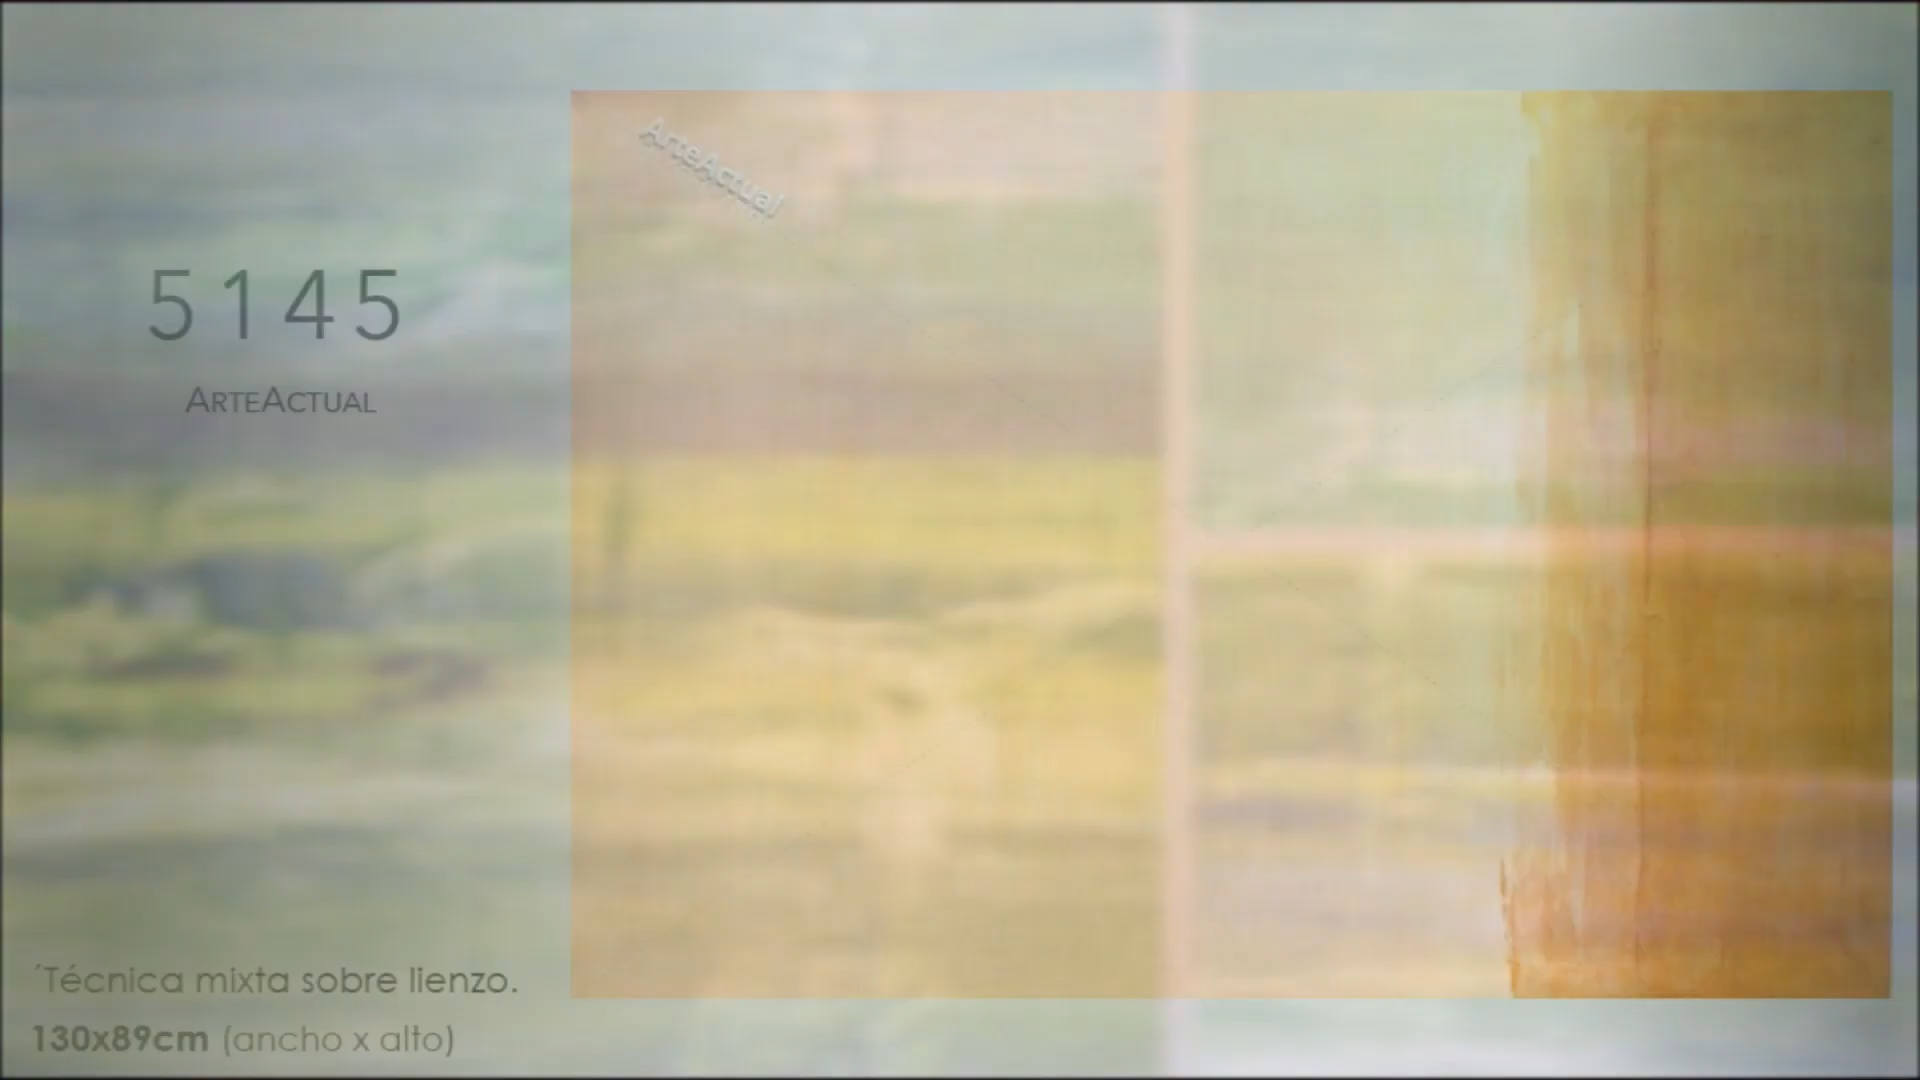 5145
ARTEACTUAL
ArteActual
´Técnica mixta sobre lienzo.
130x89cm (ancho x alto)